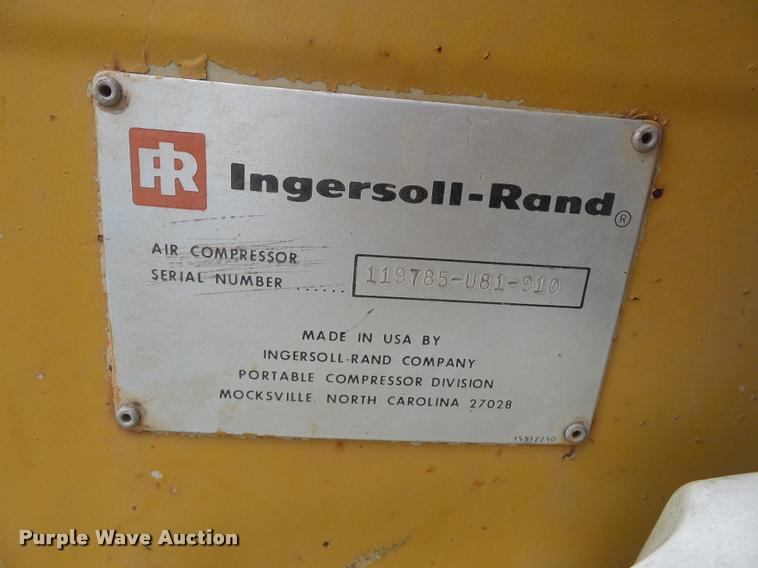 IR Ingersoll-Rand ®
AIR COMPRESSOR
SERIAL NUMBER ...... 119785-U81-910
MADE IN USA BY
INGERSOLL-RAND COMPANY
PORTABLE COMPRESSOR DIVISION
MOCKSVILLE, NORTH CAROLINA 27028
Purple Wave Auction